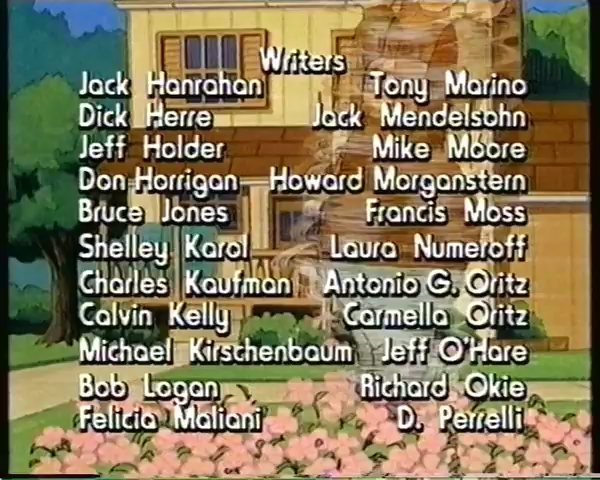 Writers
Jack Hanrahan Tony Marino
Dick Herre Jack Mendelsohn
Jeff Holder Mike Moore
Don Horrigan Howard Morganstern
Bruce Jones Francis Moss
Shelley Karol Laura Numeroff
Charles Kaufman Antonio G. Oritz
Calvin Kelly Carmella Oritz
Michael Kirschenbaum Jeff O'Hare
Bob Logan Richard Okie
Felicia Maliani D. Perrelli